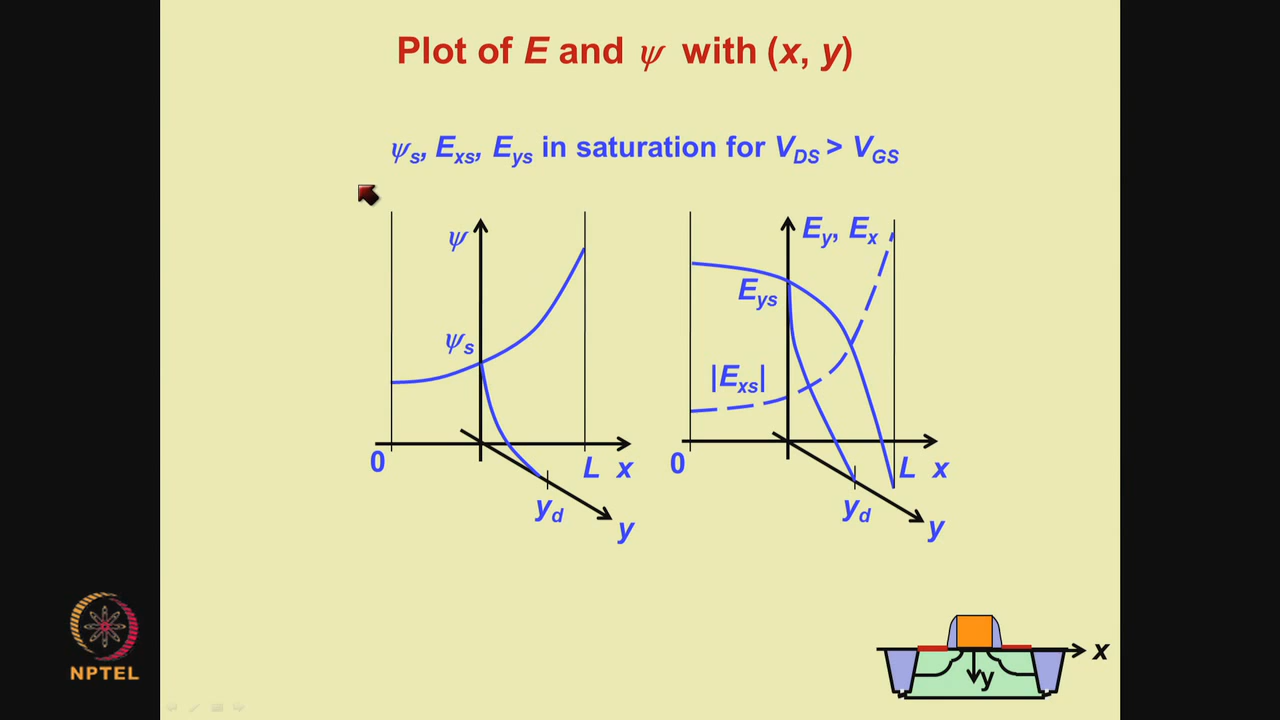 Plot of E and ψ with (x, y)
ψs, Exs, Eys in saturation for VDS > VGS
ψ
ψs
0
L x
yd
y
Ey, Ex
Eys
|Exs|
0
L x
yd
y
x
y
NPTEL